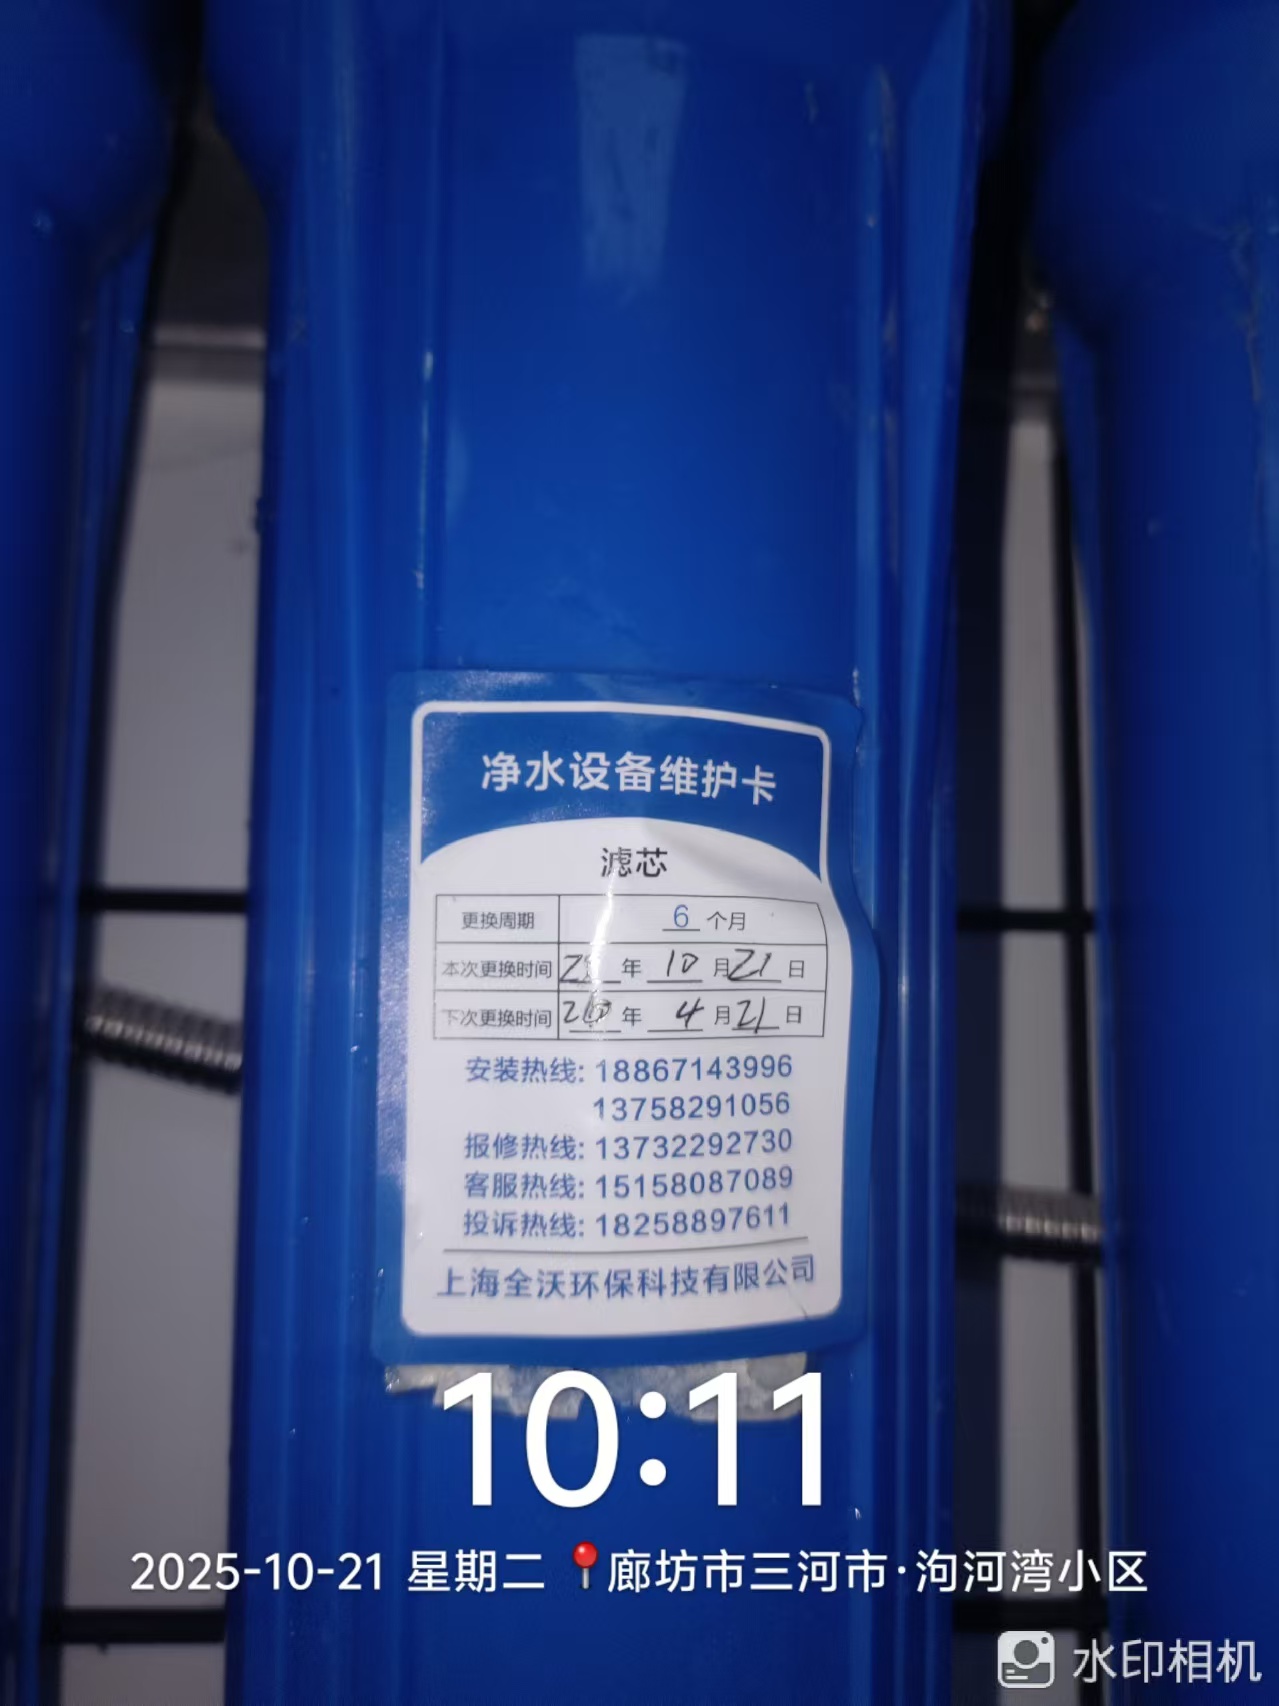 净水设备维护卡
滤芯
更换周期 6 个月
本次更换时间 25 年 10 月 21 日
下次更换时间 26 年 4 月 21 日
安装热线: 18867143996
13758291056
报修热线: 13732292730
客服热线: 15158087089
投诉热线: 18258897611
上海全沃环保科技有限公司
10:11
2025-10-21 星期二 廊坊市三河市·泃河湾小区
水印相机